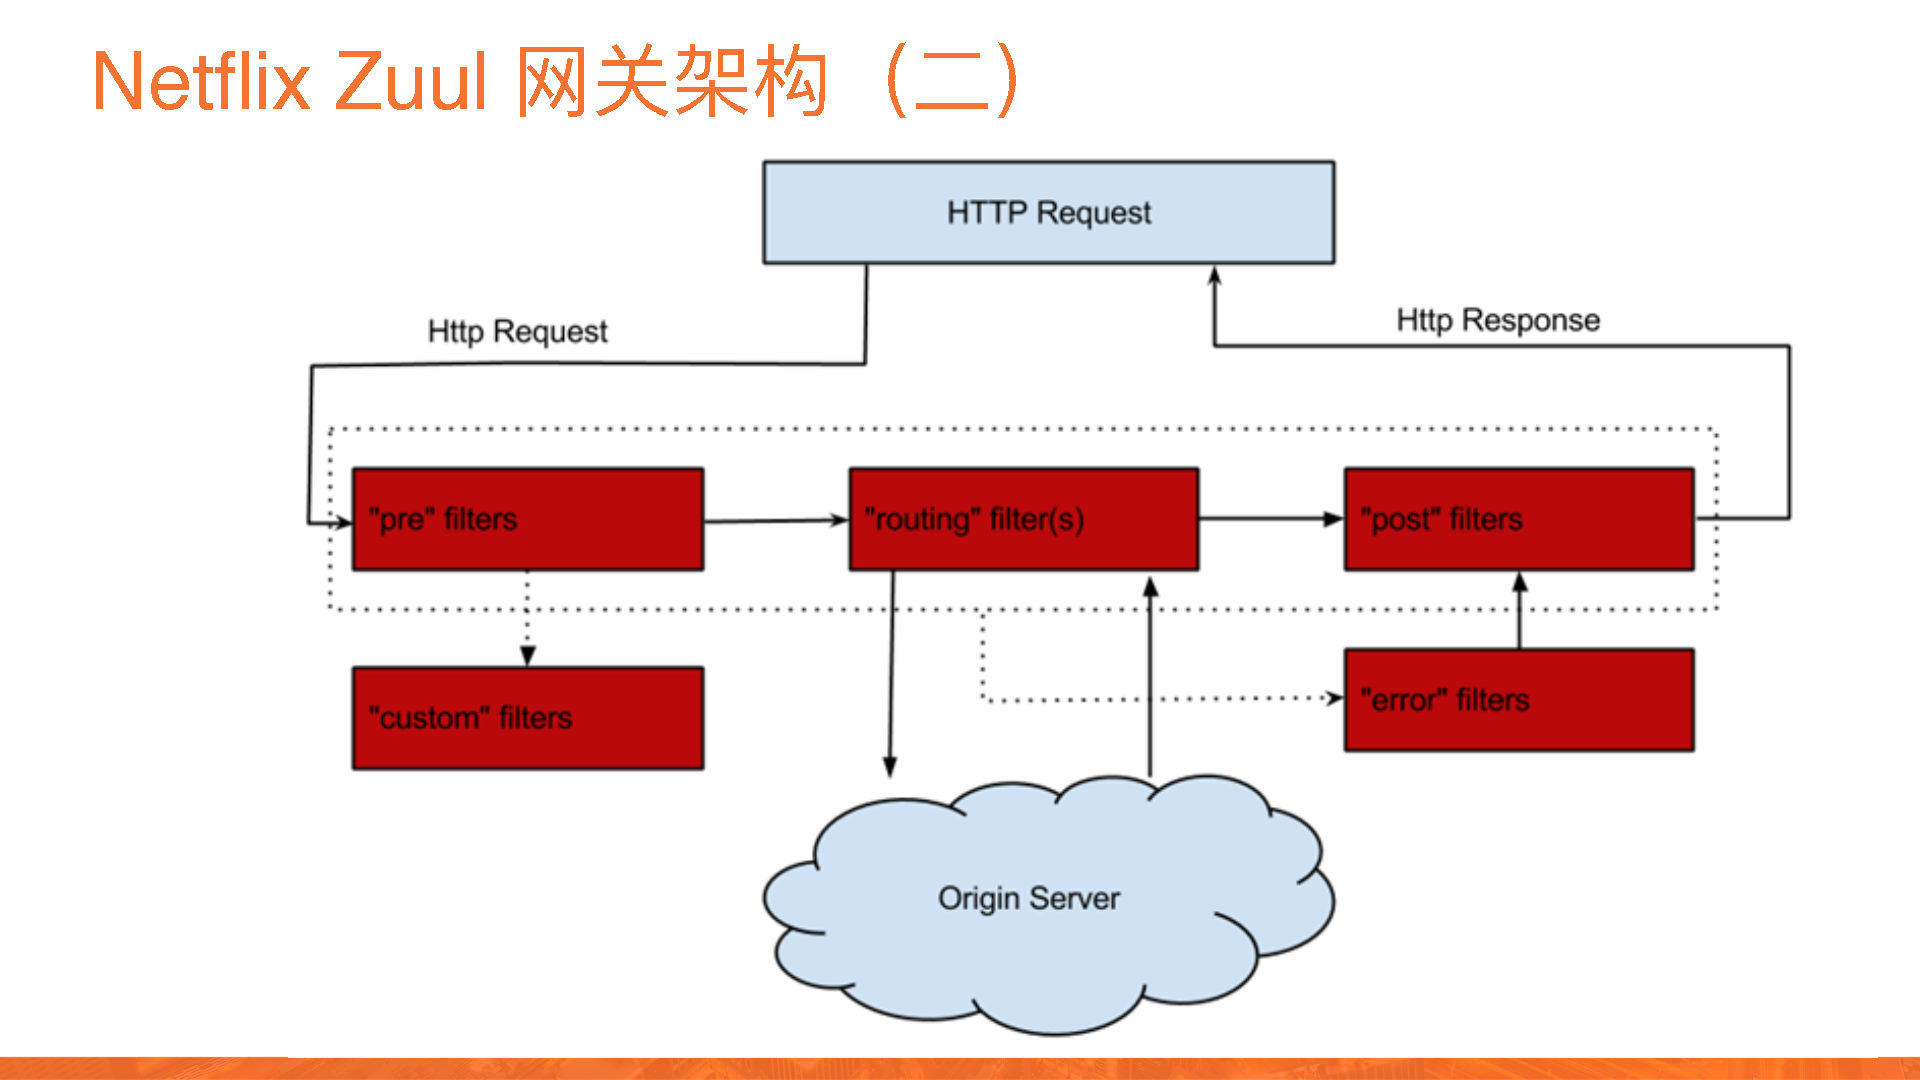 Netflix Zuul 网关架构（二）
HTTP Request
Http Request
Http Response
"pre" filters
"routing" filter(s)
"post" filters
"custom" filters
"error" filters
Origin Server